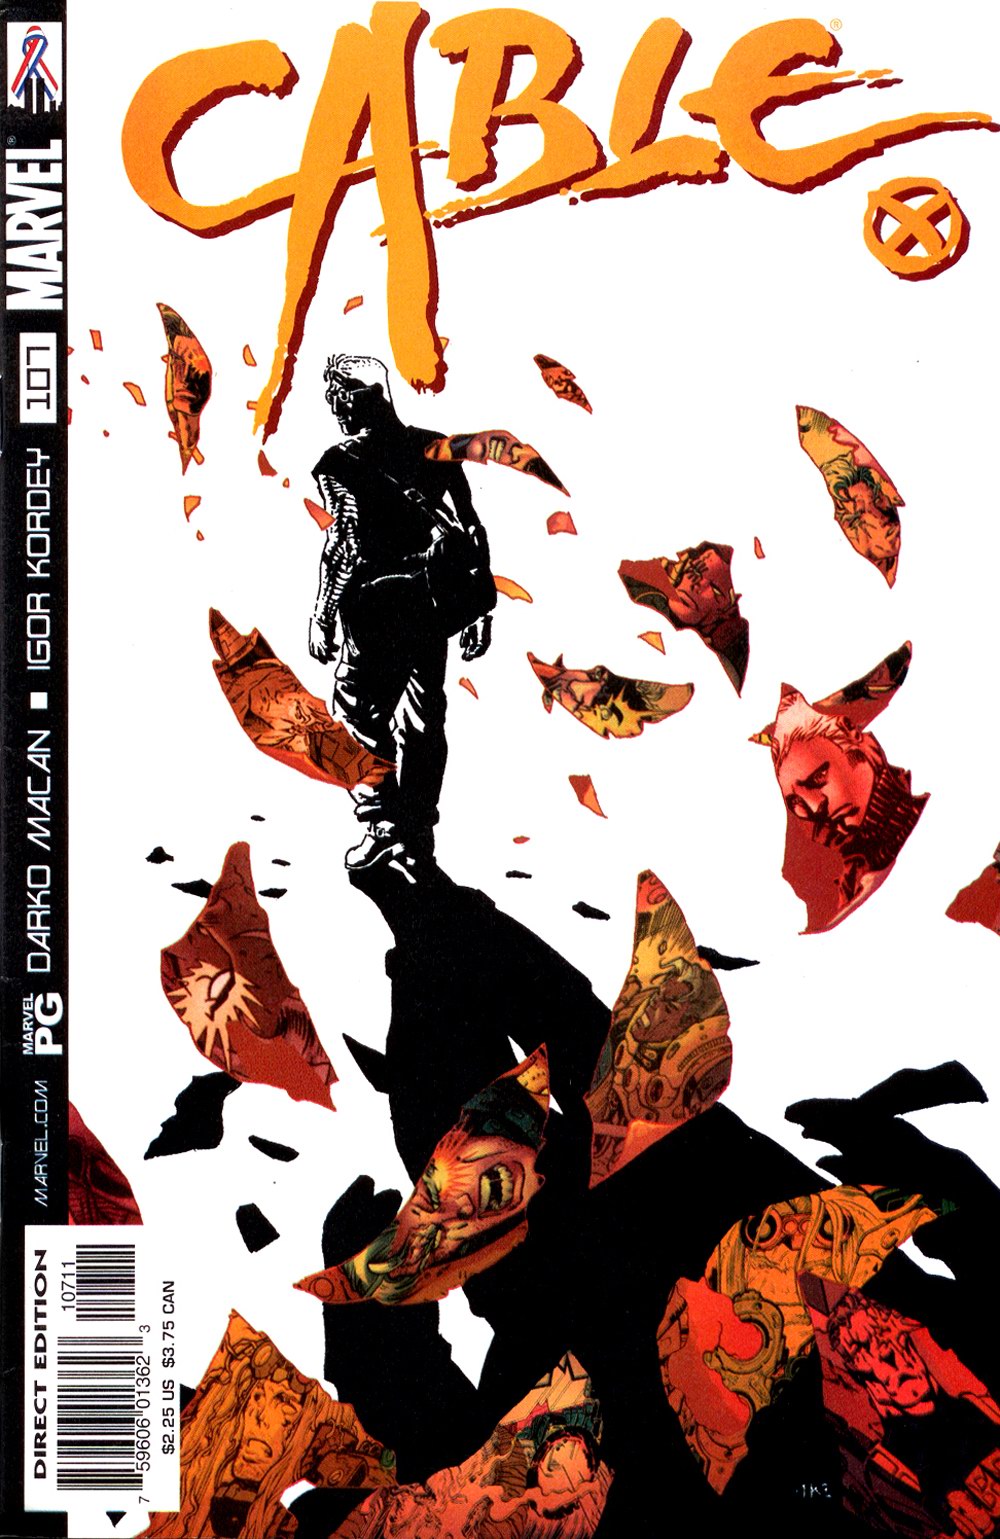 CABLE
®
X
MARVEL®
107
DARKO MACAN ■ IGOR KORDEY
MARVEL PG
MARVEL.COM
DIRECT EDITION
10711
7 59606 01362 3
$2.25 US $3.75 CAN